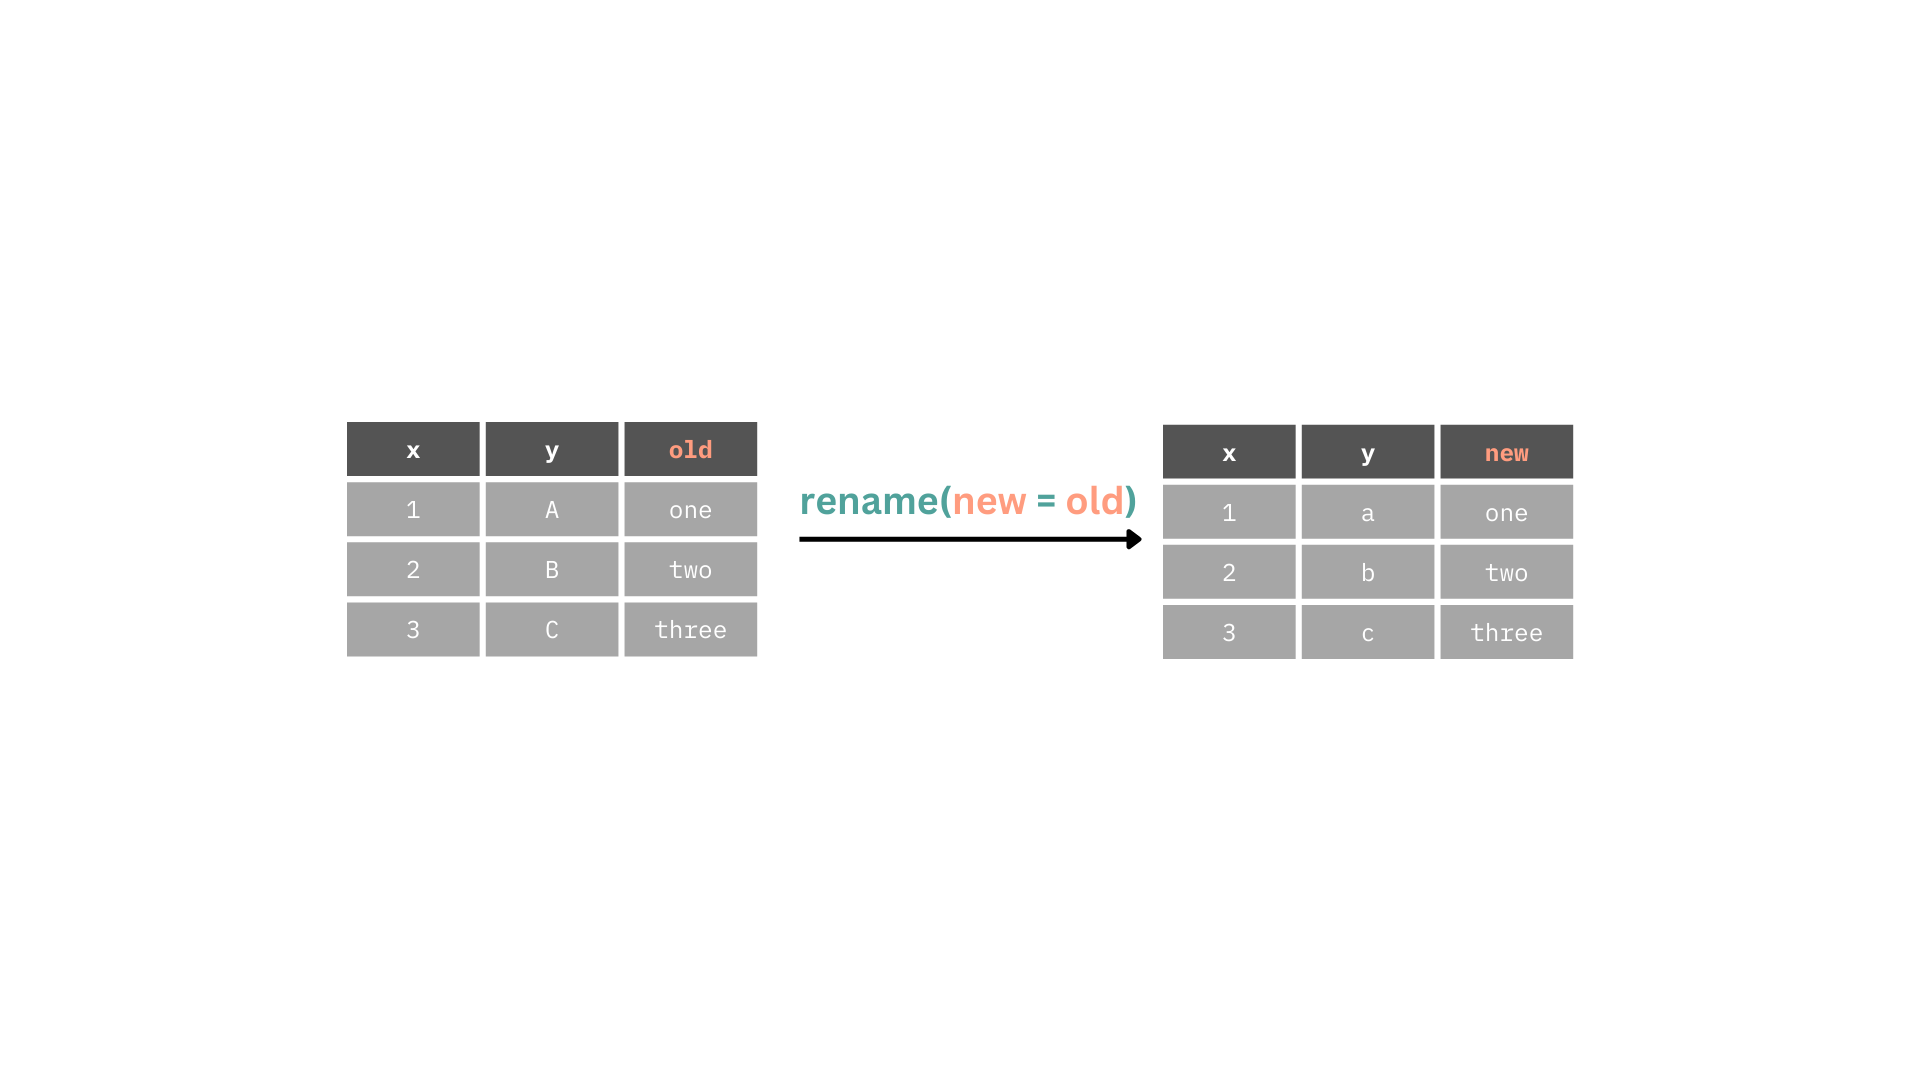 x y old
1 A one
2 B two
3 C three
rename(new = old)
x y new
1 a one
2 b two
3 c three